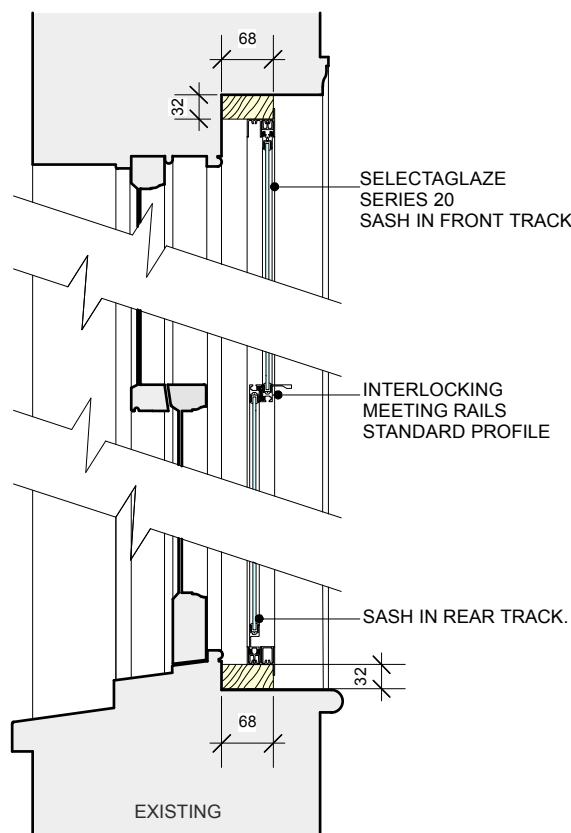 68
32
SELECTAGLAZE
SERIES 20
SASH IN FRONT TRACK
INTERLOCKING
MEETING RAILS
STANDARD PROFILE
SASH IN REAR TRACK.
32
68
EXISTING